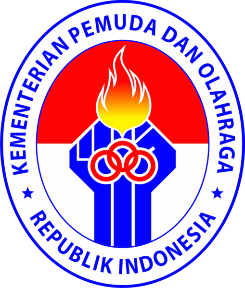 KEMENTERIAN PEMUDA DAN OLAHRAGA
REPUBLIK INDONESIA